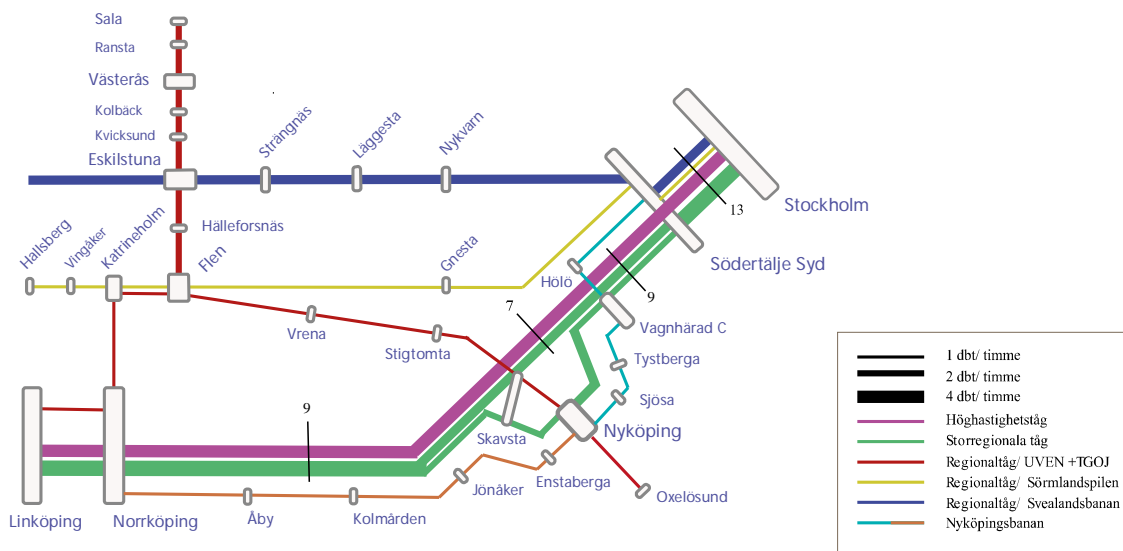 Sala
Ransta
Västerås
Kolbäck
Kvicksund
Eskilstuna
Strängnäs
Läggesta
Nykvarn
13
Stockholm
Hallsberg
Vingåker
Katrineholm
Hälleforsnäs
Flen
Gnesta
Södertälje Syd
Hölö
9
7
Vagnhärad C
Vrena
Stigtomta
Tystberga
Sjösa
9
Skavsta
Nyköping
Enstaberga
Jönåker
Oxelösund
Linköping
Norrköping
Åby
Kolmården
1 dbt/ timme
2 dbt/ timme
4 dbt/ timme
Höghastighetståg
Storregionala tåg
Regionaltåg/ UVEN +TGOJ
Regionaltåg/ Sörmlandspilen
Regionaltåg/ Svealandsbanan
Nyköpingsbanan